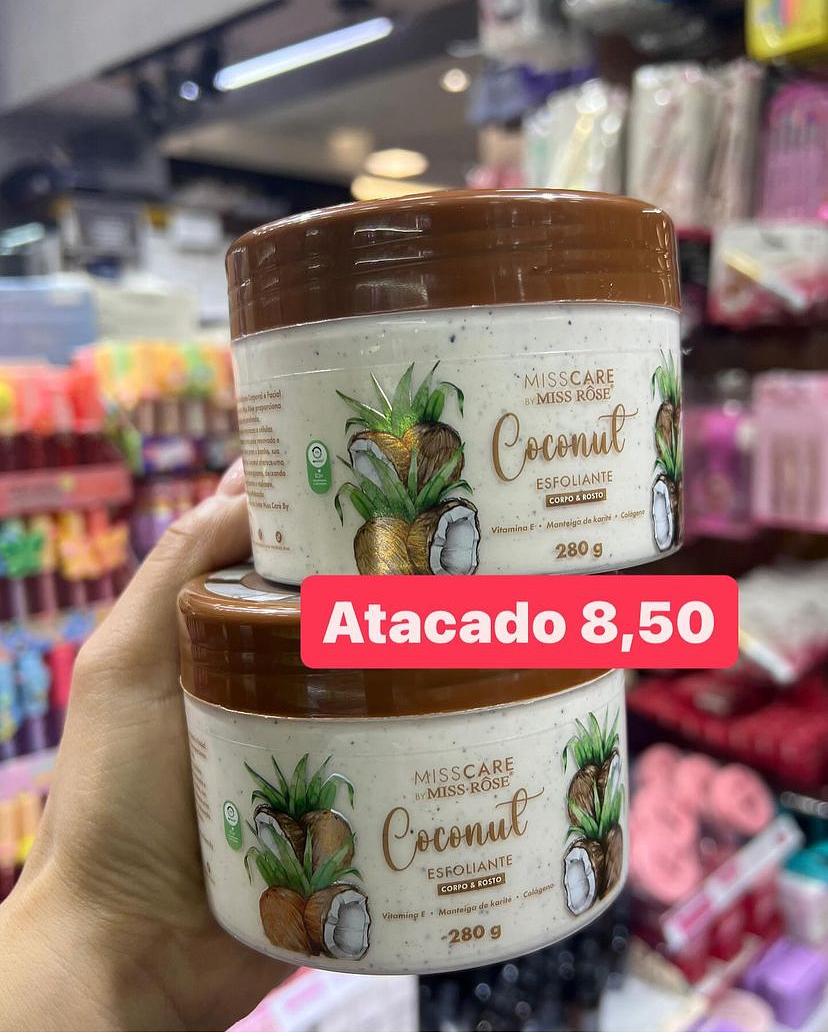 MISSCARE
BY MISS RÔSE
Coconut
ESFOLIANTE
CORPO & ROSTO
Vitamina E • Manteiga de karité • Colágeno
280 g
Atacado 8,50
MISSCARE
BY MISS RÔSE
Coconut
ESFOLIANTE
CORPO & ROSTO
Vitamina E • Manteiga de karité • Colágeno
280 g